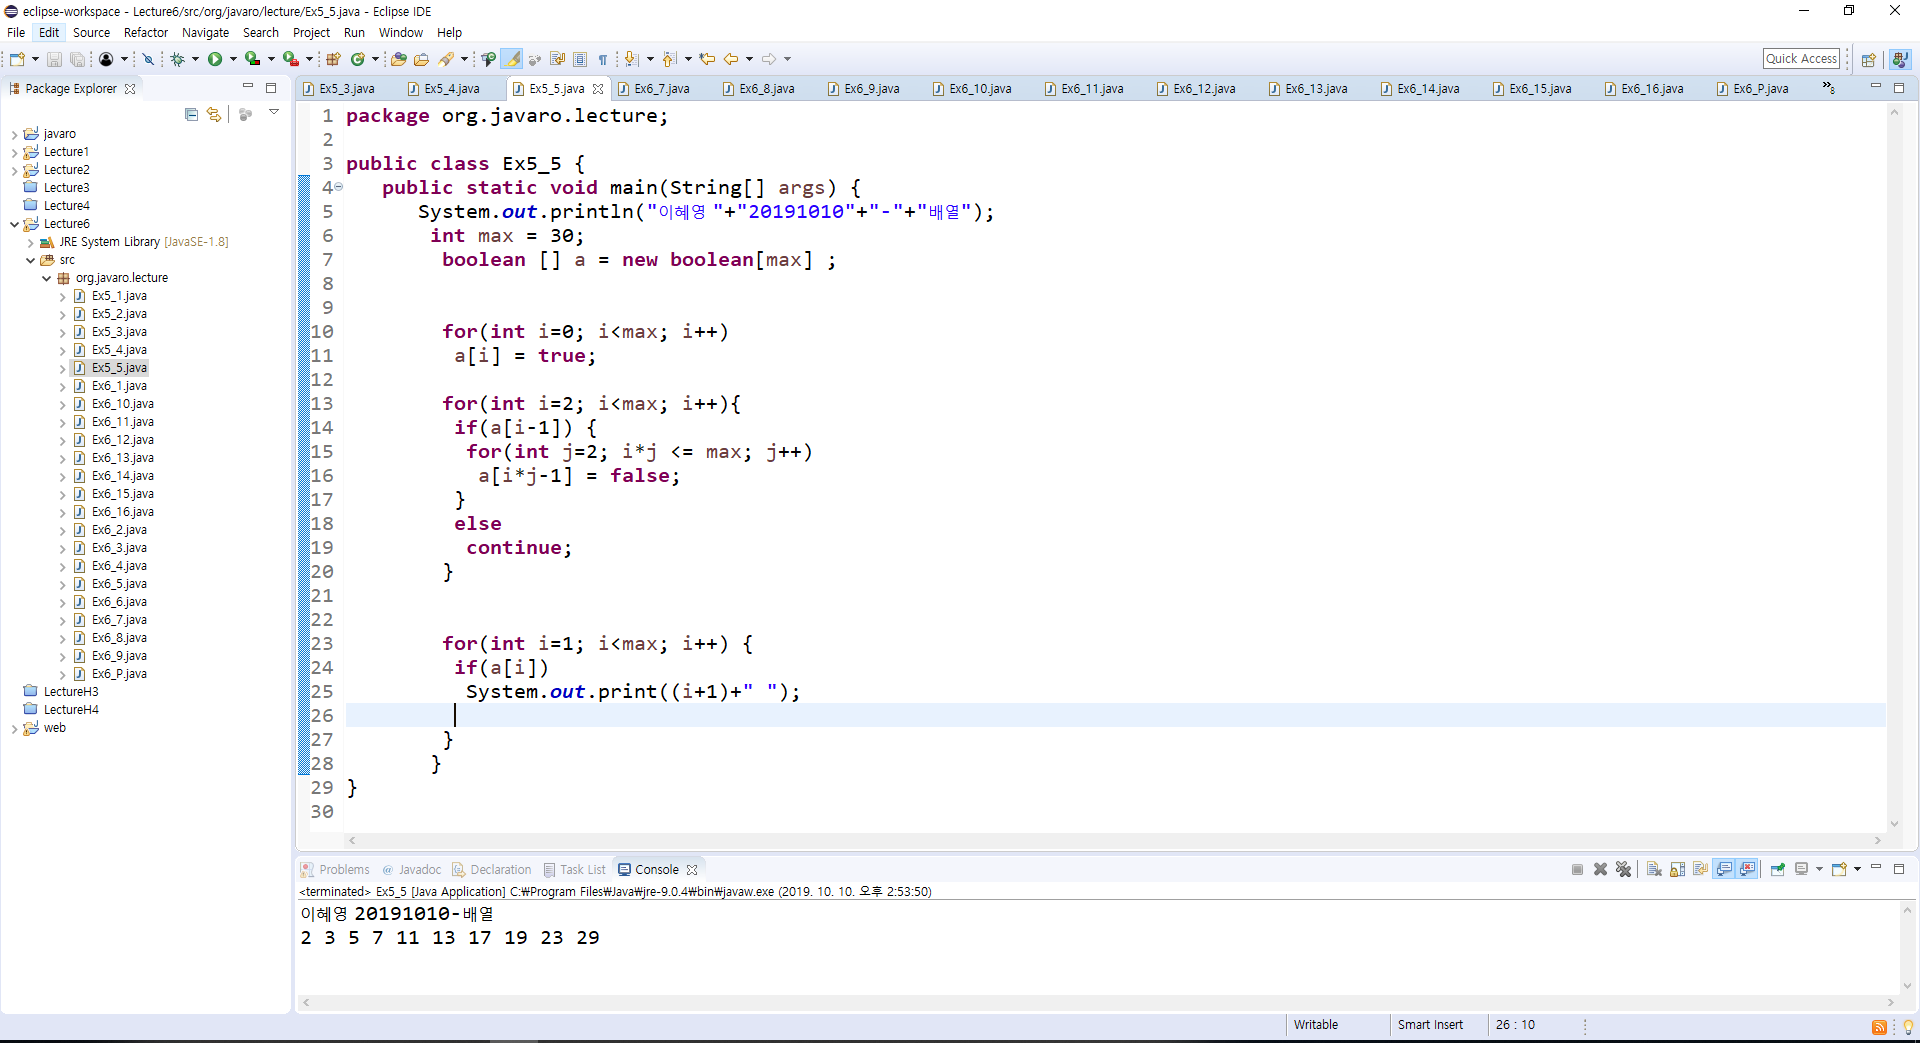 eclipse-workspace - Lecture6/src/org/javaro/lecture/Ex5_5.java - Eclipse IDE
File Edit Source Refactor Navigate Search Project Run Window Help
Quick Access
Package Explorer
javaro
Lecture1
Lecture2
Lecture3
Lecture4
Lecture6
JRE System Library [JavaSE-1.8]
src
org.javaro.lecture
Ex5_1.java
Ex5_2.java
Ex5_3.java
Ex5_4.java
Ex5_5.java
Ex6_1.java
Ex6_10.java
Ex6_11.java
Ex6_12.java
Ex6_13.java
Ex6_14.java
Ex6_15.java
Ex6_16.java
Ex6_2.java
Ex6_3.java
Ex6_4.java
Ex6_5.java
Ex6_6.java
Ex6_7.java
Ex6_8.java
Ex6_9.java
Ex6_P.java
LectureH3
LectureH4
web
Ex5_3.java Ex5_4.java Ex5_5.java Ex6_7.java Ex6_8.java Ex6_9.java Ex6_10.java Ex6_11.java Ex6_12.java Ex6_13.java Ex6_14.java Ex6_15.java Ex6_16.java Ex6_P.java »8
1 package org.javaro.lecture;
2
3 public class Ex5_5 {
4 public static void main(String[] args) {
5 System.out.println("이혜영 "+"20191010"+"-"+"배열");
6 int max = 30;
7 boolean [] a = new boolean[max] ;
8
9
10 for(int i=0; i<max; i++)
11 a[i] = true;
12
13 for(int i=2; i<max; i++){
14 if(a[i-1]) {
15 for(int j=2; i*j <= max; j++)
16 a[i*j-1] = false;
17 }
18 else
19 continue;
20 }
21
22
23 for(int i=1; i<max; i++) {
24 if(a[i])
25 System.out.print((i+1)+" ");
26
27 }
28 }
29 }
30
Problems Javadoc Declaration Task List Console
<terminated> Ex5_5 [Java Application] C:₩Program Files₩Java₩jre-9.0.4₩bin₩javaw.exe (2019. 10. 10. 오후 2:53:50)
이혜영 20191010-배열
2 3 5 7 11 13 17 19 23 29
Writable Smart Insert 26 : 10